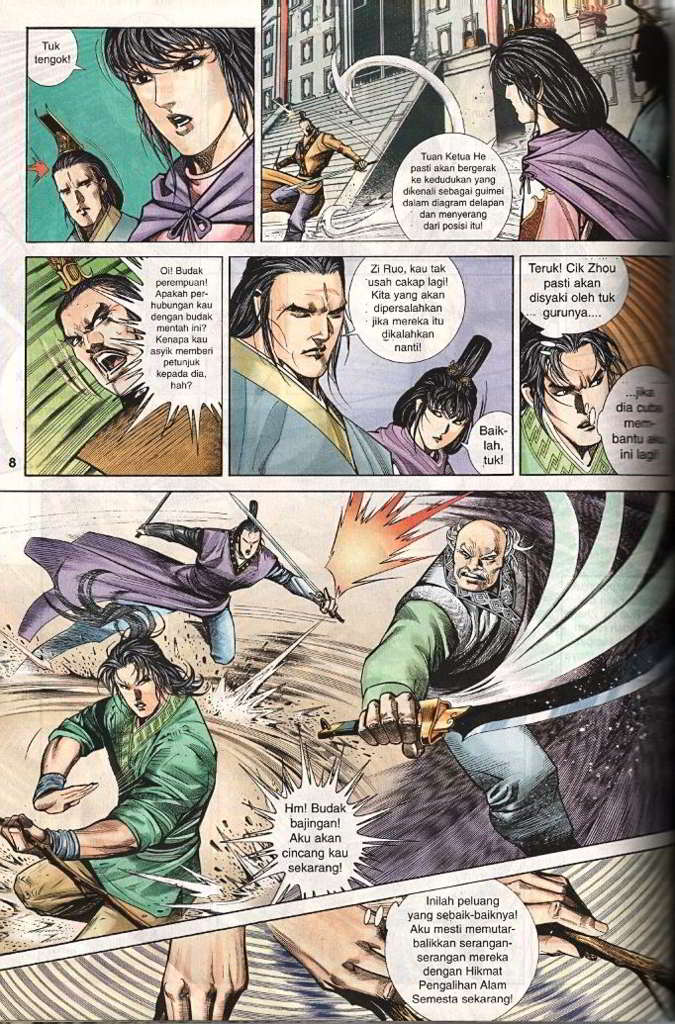 Tuk
tengok!
Tuan Ketua He
pasti akan bergerak
ke kedudukan yang
dikenali sebagai guimei
dalam diagram delapan
dan menyerang
dari posisi itu!
Oi! Budak
perempuan!
Apakah per-
hubungan kau
dengan budak
mentah ini?
Kenapa kau
asyik memberi
petunjuk
kepada dia,
hah?
Zi Ruo, kau tak
usah cakap lagi!
Kita yang akan
dipersalahkan
jika mereka itu
dikalahkan
nanti!
Baik-
lah,
tuk!
Teruk! Cik Zhou
pasti akan
disyaki oleh tuk
gurunya....
...jika
dia cuba
mem-
bantu aku
ini lagi!
8
Hm! Budak
bajingan!
Aku akan
cincang kau
sekarang!
Inilah peluang
yang sebaik-baiknya!
Aku mesti memutar-
balikkan serangan-
serangan mereka
dengan Hikmat
Pengalihan Alam
Semesta sekarang!